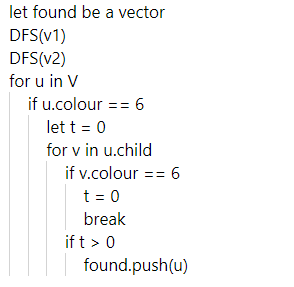 let found be a vector
DFS(v1)
DFS(v2)
for u in V
if u.colour == 6
let t = 0
for v in u.child
if v.colour == 6
t = 0
break
if t > 0
found.push(u)